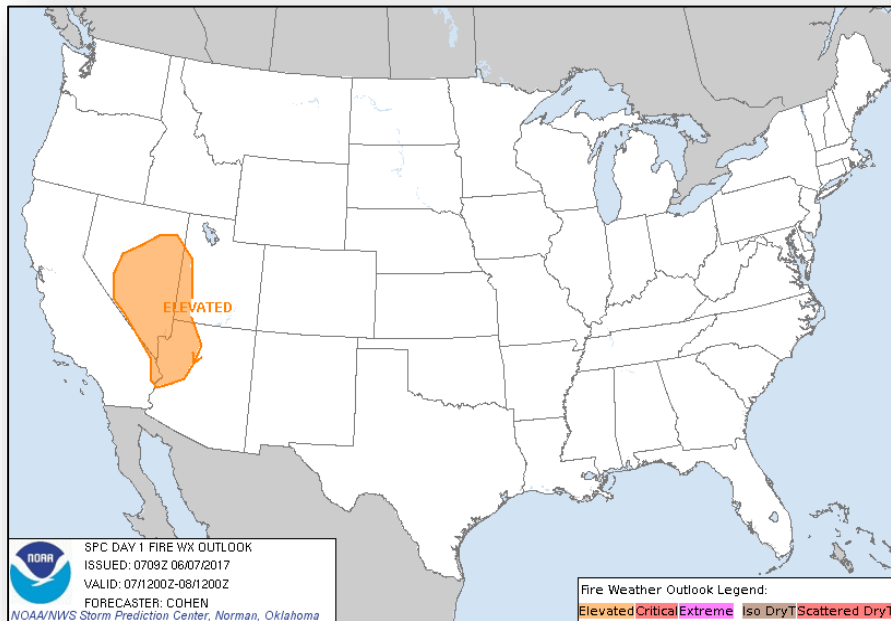 ELEVATED
NOAA
SPC DAY 1 FIRE WX OUTLOOK
ISSUED: 0709Z 06/07/2017
VALID: 07/1200Z-08/1200Z
FORECASTER: COHEN
NOAA/NWS Storm Prediction Center, Norman, Oklahoma
Fire Weather Outlook Legend:
Elevated Critical Extreme Iso DryT Scattered DryT